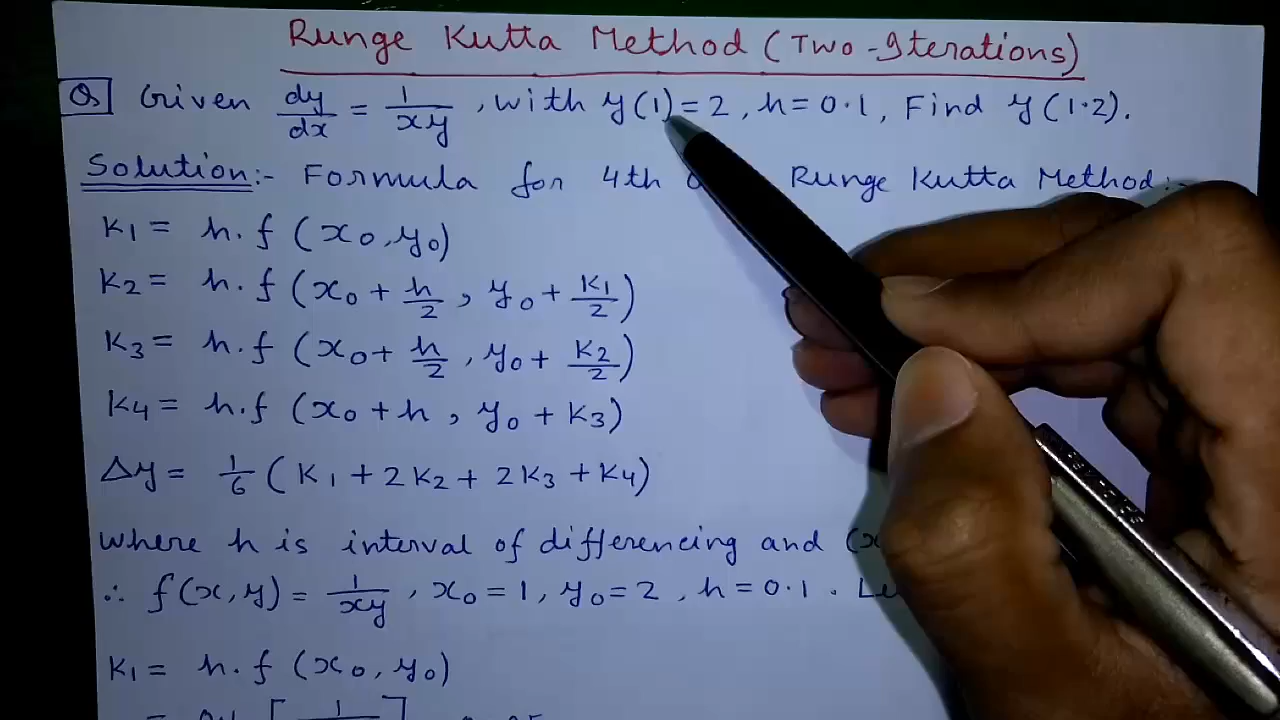 Runge Kutta Method (Two-Iterations)
Q. Given dy/dx = 1/xy , with y(1)=2, h=0.1, Find y(1.2).
Solution:- Formula for 4th Runge Kutta Method:-
K1 = h.f (x0, y0)
K2 = h.f (x0 + h/2 , y0 + K1/2)
K3 = h.f (x0 + h/2 , y0 + K2/2)
K4 = h.f (x0 + h , y0 + K3)
Δy = 1/6 (K1 + 2K2 + 2K3 + K4)
where h is interval of differencing and
∴ f(x, y) = 1/xy , x0 = 1, y0 = 2 , h = 0.1 .
K1 = h.f (x0, y0)